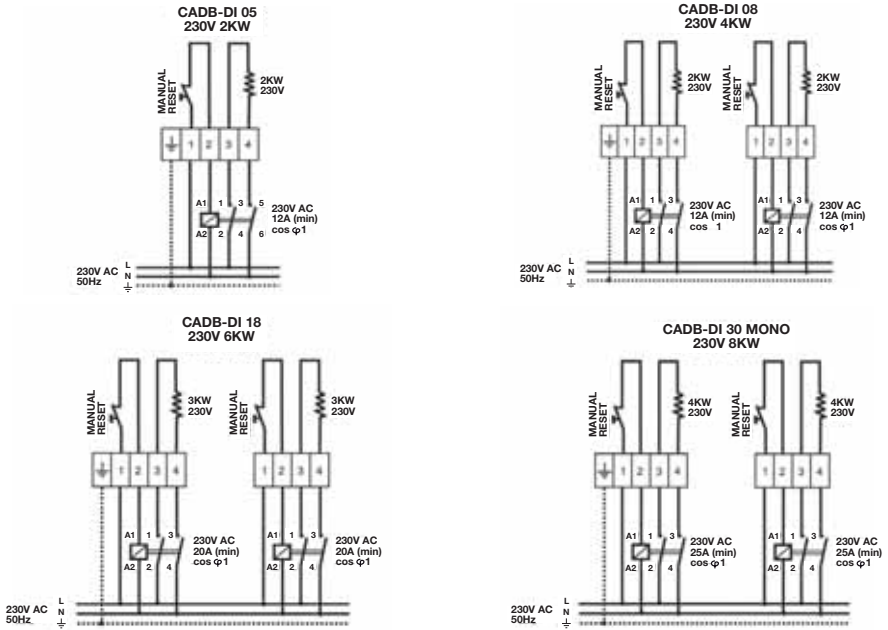 CADB-DI 05
230V 2KW
MANUAL
RESET
2KW
230V
1 2 3 4
A1 1 3 5
A2 2 4 6
230V AC
12A (min)
cos φ1
230V AC
50Hz
L
N
CADB-DI 08
230V 4KW
MANUAL
RESET
2KW
230V
MANUAL
RESET
2KW
230V
1 2 3 4
1 2 3 4
A1 1 3
A2 2 4
230V AC
12A (min)
cos 1
A1 1 3
A2 2 4
230V AC
12A (min)
cos φ1
230V AC
50Hz
L
N
CADB-DI 18
230V 6KW
MANUAL
RESET
3KW
230V
MANUAL
RESET
3KW
230V
1 2 3 4
1 2 3 4
A1 1 3
A2 2 4
230V AC
20A (min)
cos φ1
A1 1 3
A2 2 4
230V AC
20A (min)
cos φ1
230V AC
50Hz
L
N
CADB-DI 30 MONO
230V 8KW
MANUAL
RESET
4KW
230V
MANUAL
RESET
4KW
230V
1 2 3 4
1 2 3 4
A1 1 3
A2 2 4
230V AC
25A (min)
cos φ1
A1 1 3
A2 2 4
230V AC
25A (min)
cos φ1
230V AC
50Hz
L
N